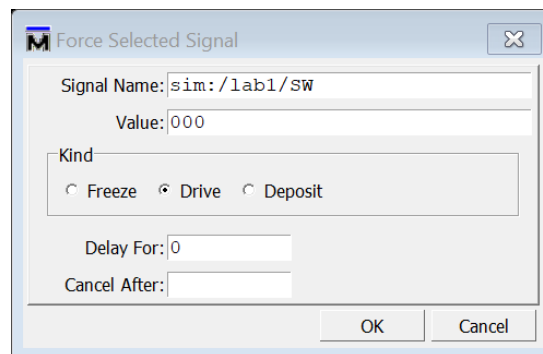 Force Selected Signal
Signal Name: sim:/lab1/SW
Value: 000
Kind
Freeze Drive Deposit
Delay For: 0
Cancel After:
OK Cancel